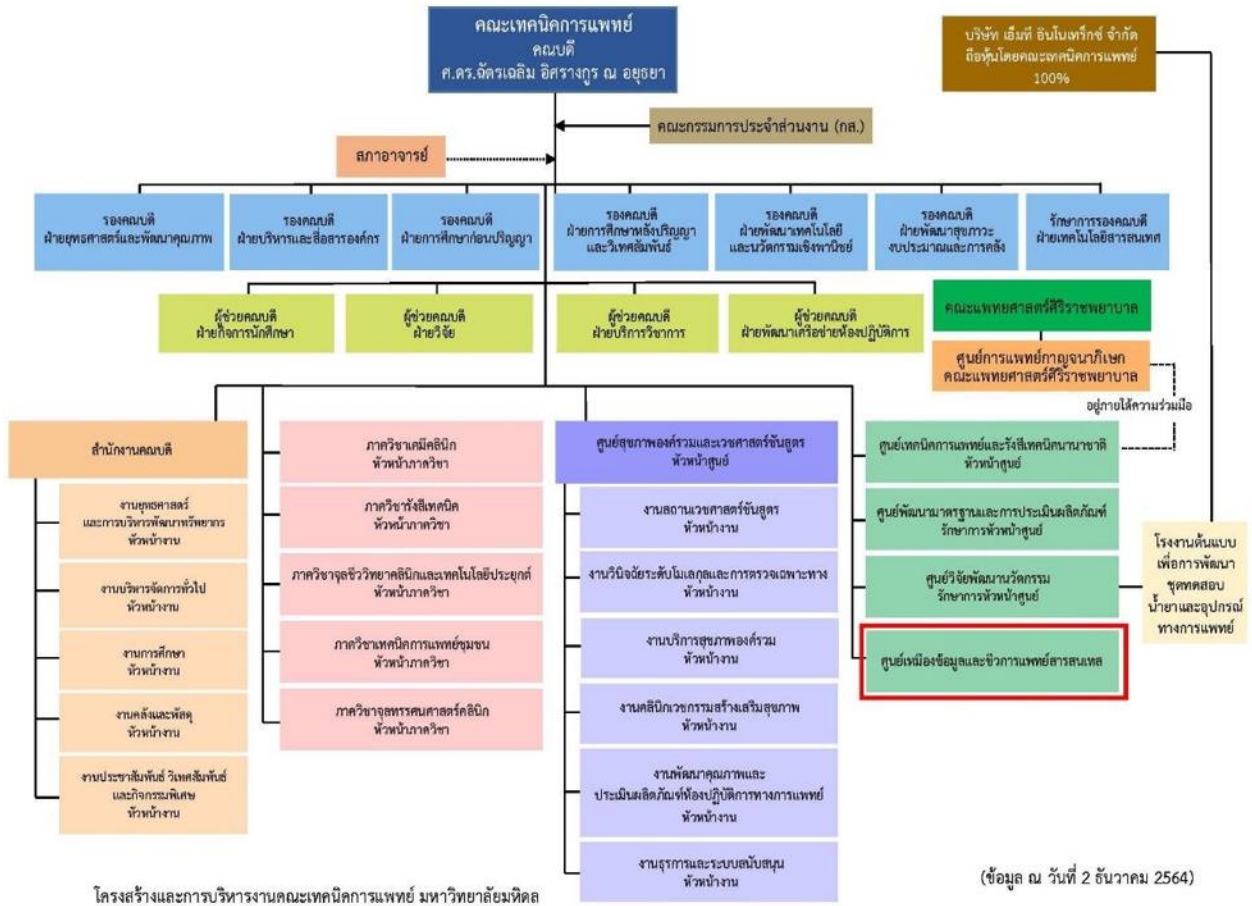 คณะเทคนิคการแพทย์
คณบดี
ศ.ดร.ฉัตรเฉลิม อิศรางกูร ณ อยุธยา
บริษัท เอ็มที อินโนเทร็กซ์ จำกัด
ถือหุ้นโดยคณะเทคนิคการแพทย์
100%
คณะกรรมการประจำส่วนงาน (กส.)
สภาอาจารย์
รองคณบดี
ฝ่ายยุทธศาสตร์และพัฒนาคุณภาพ
รองคณบดี
ฝ่ายบริหารและสื่อสารองค์กร
รองคณบดี
ฝ่ายการศึกษาก่อนปริญญา
รองคณบดี
ฝ่ายการศึกษาหลังปริญญา
และวิเทศสัมพันธ์
รองคณบดี
ฝ่ายพัฒนาเทคโนโลยี
และนวัตกรรมเชิงพานิชย์
รองคณบดี
ฝ่ายพัฒนาสุขภาวะ
งบประมาณและการคลัง
รักษาการรองคณบดี
ฝ่ายเทคโนโลยีสารสนเทศ
ผู้ช่วยคณบดี
ฝ่ายกิจการนักศึกษา
ผู้ช่วยคณบดี
ฝ่ายวิจัย
ผู้ช่วยคณบดี
ฝ่ายบริการวิชาการ
ผู้ช่วยคณบดี
ฝ่ายพัฒนาเครือข่ายห้องปฏิบัติการ
คณะแพทยศาสตร์ศิริราชพยาบาล
ศูนย์การแพทย์กาญจนาภิเษก
คณะแพทยศาสตร์ศิริราชพยาบาล
อยู่ภายใต้ความร่วมมือ
สำนักงานคณบดี
งานยุทธศาสตร์
และการบริหารพัฒนาทรัพยากร
หัวหน้างาน
งานบริหารจัดการทั่วไป
หัวหน้างาน
งานการศึกษา
หัวหน้างาน
งานคลังและพัสดุ
หัวหน้างาน
งานประชาสัมพันธ์ วิเทศสัมพันธ์
และกิจกรรมพิเศษ
หัวหน้างาน
ภาควิชาเคมีคลินิก
หัวหน้าภาควิชา
ภาควิชารังสีเทคนิค
หัวหน้าภาควิชา
ภาควิชาจุลชีววิทยาคลินิกและเทคโนโลยีประยุกต์
หัวหน้าภาควิชา
ภาควิชาเทคนิคการแพทย์ชุมชน
หัวหน้าภาควิชา
ภาควิชาจุลทรรศนศาสตร์คลินิก
หัวหน้าภาควิชา
ศูนย์สุขภาพองค์รวมและเวชศาสตร์ชันสูตร
หัวหน้าศูนย์
งานสถานเวชศาสตร์ชันสูตร
หัวหน้างาน
งานวินิจฉัยระดับโมเลกุลและการตรวจเฉพาะทาง
หัวหน้างาน
งานบริการสุขภาพองค์รวม
หัวหน้างาน
งานคลินิกเวชกรรมสร้างเสริมสุขภาพ
หัวหน้างาน
งานพัฒนาคุณภาพและ
ประเมินผลิตภัณฑ์ห้องปฏิบัติการทางการแพทย์
หัวหน้างาน
งานธุรการและระบบสนับสนุน
หัวหน้างาน
ศูนย์เทคนิคการแพทย์และรังสีเทคนิคนานาชาติ
หัวหน้าศูนย์
ศูนย์พัฒนามาตรฐานและการประเมินผลิตภัณฑ์
รักษาการหัวหน้าศูนย์
ศูนย์วิจัยพัฒนานวัตกรรม
รักษาการหัวหน้าศูนย์
ศูนย์เหมืองข้อมูลและชีวการแพทย์สารสนเทส
โรงงานต้นแบบ
เพื่อการพัฒนา
ชุดทดสอบ
น้ำยาและอุปกรณ์
ทางการแพทย์
โครงสร้างและการบริหารงานคณะเทคนิคการแพทย์ มหาวิทยาลัยมหิดล
(ข้อมูล ณ วันที่ 2 ธันวาคม 2564)